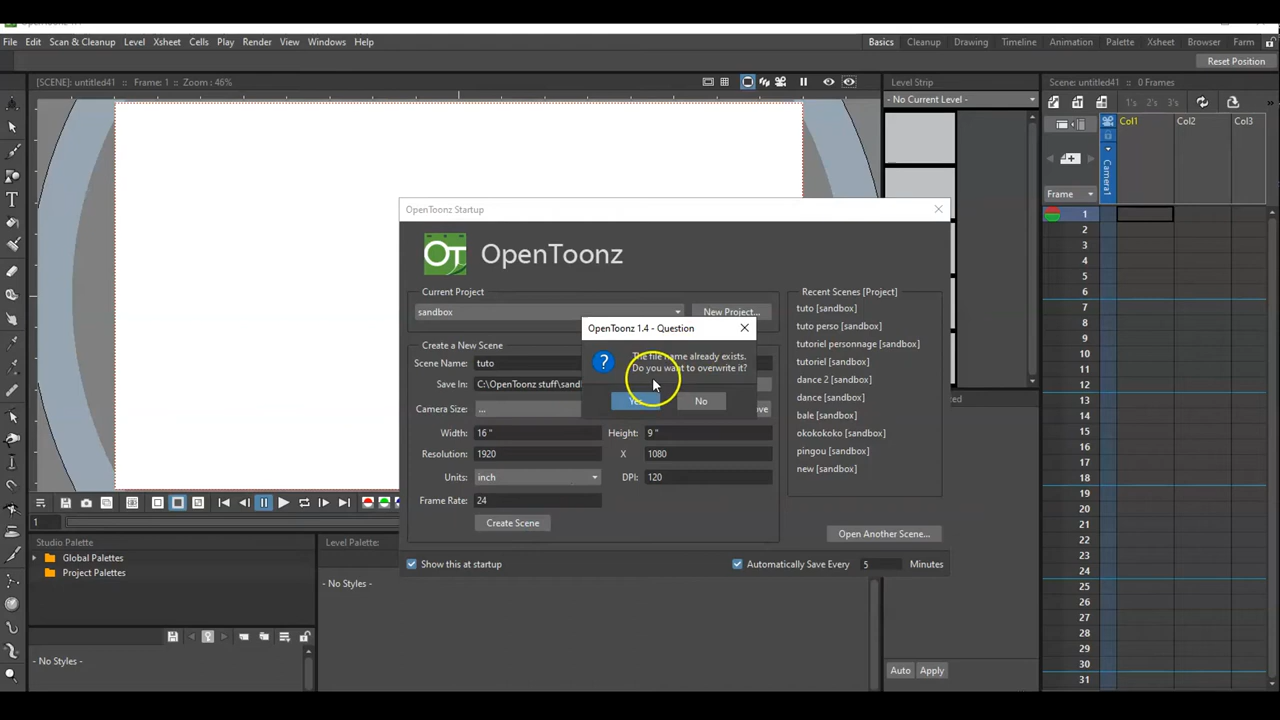 File Edit Scan & Cleanup Level Xsheet Cells Play Render View Windows Help
Basics Cleanup Drawing Timeline Animation Palette Xsheet Browser Farm
Reset Position
[SCENE]: untitled41 :: Frame: 1 :: Zoom : 46%
Level Strip
- No Current Level -
Scene: untitled41 :: 0 Frames
1's 2's 3's
Col1 Col2 Col3
Camera1
Frame
1
2
3
4
5
6
7
8
9
10
11
12
13
14
15
16
17
18
19
20
21
22
23
24
25
26
27
28
29
30
31
OpenToonz Startup
OT OpenToonz
Current Project
sandbox
New Project...
Create a New Scene
Scene Name: tuto
Save In: C:\OpenToonz stuff\sand
Camera Size: ...
Width: 16 " Height: 9 "
Resolution: 1920 X 1080
Units: inch DPI: 120
Frame Rate: 24
Create Scene
OpenToonz 1.4 - Question
The file name already exists.
Do you want to overwrite it?
Yes No
Recent Scenes [Project]
tuto [sandbox]
tuto perso [sandbox]
tutoriel personnage [sandbox]
tutoriel [sandbox]
dance 2 [sandbox]
dance [sandbox]
bale [sandbox]
okokokoko [sandbox]
pingou [sandbox]
new [sandbox]
Open Another Scene...
Show this at startup
Automatically Save Every 5 Minutes
1
Studio Palette
Global Palettes
Project Palettes
- No Styles -
Level Palette:
- No Styles -
Auto Apply